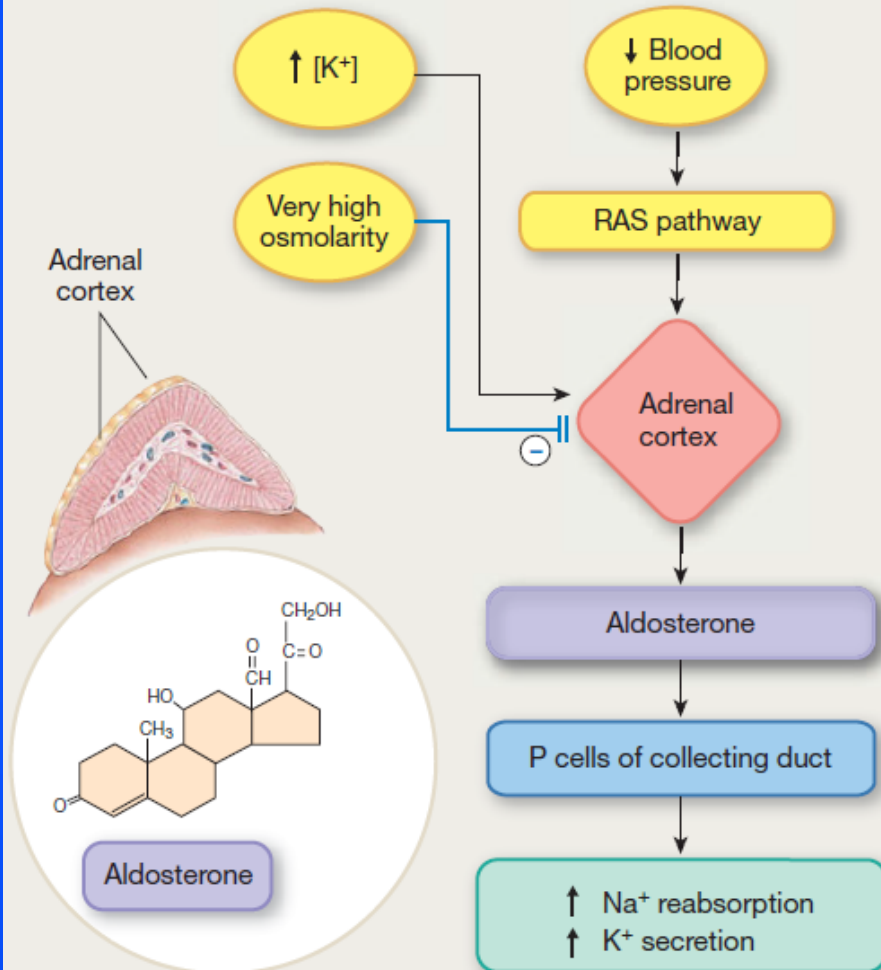 ↑ [K⁺]
↓ Blood
pressure
Very high
osmolarity
RAS pathway
Adrenal
cortex
Adrenal
cortex
−
Aldosterone
P cells of collecting duct
↑ Na⁺ reabsorption
↑ K⁺ secretion
CH₂OH
C=O
O
CH
HO
CH₃
O
Aldosterone